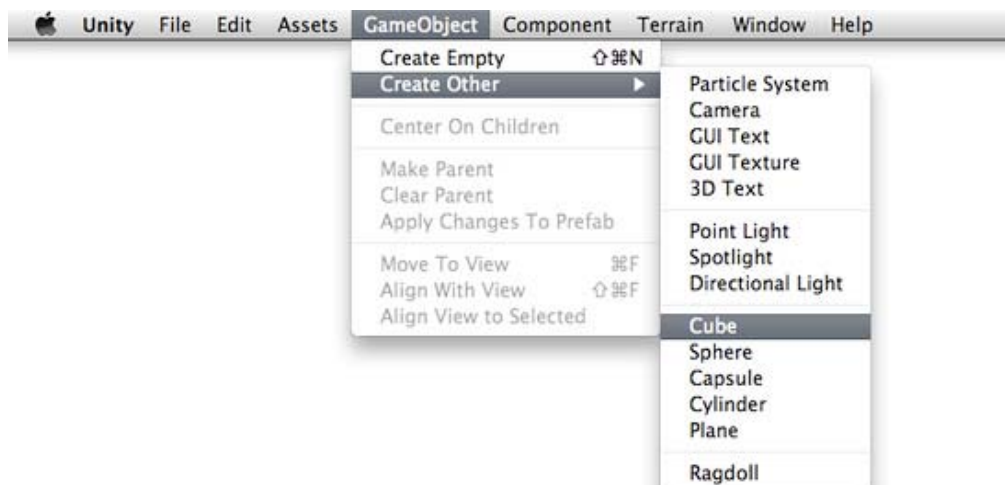 Unity File Edit Assets GameObject Component Terrain Window Help
Create Empty ⇧⌘N
Create Other ▶
Center On Children
Make Parent
Clear Parent
Apply Changes To Prefab
Move To View ⌘F
Align With View ⇧⌘F
Align View to Selected
Particle System
Camera
GUI Text
GUI Texture
3D Text
Point Light
Spotlight
Directional Light
Cube
Sphere
Capsule
Cylinder
Plane
Ragdoll